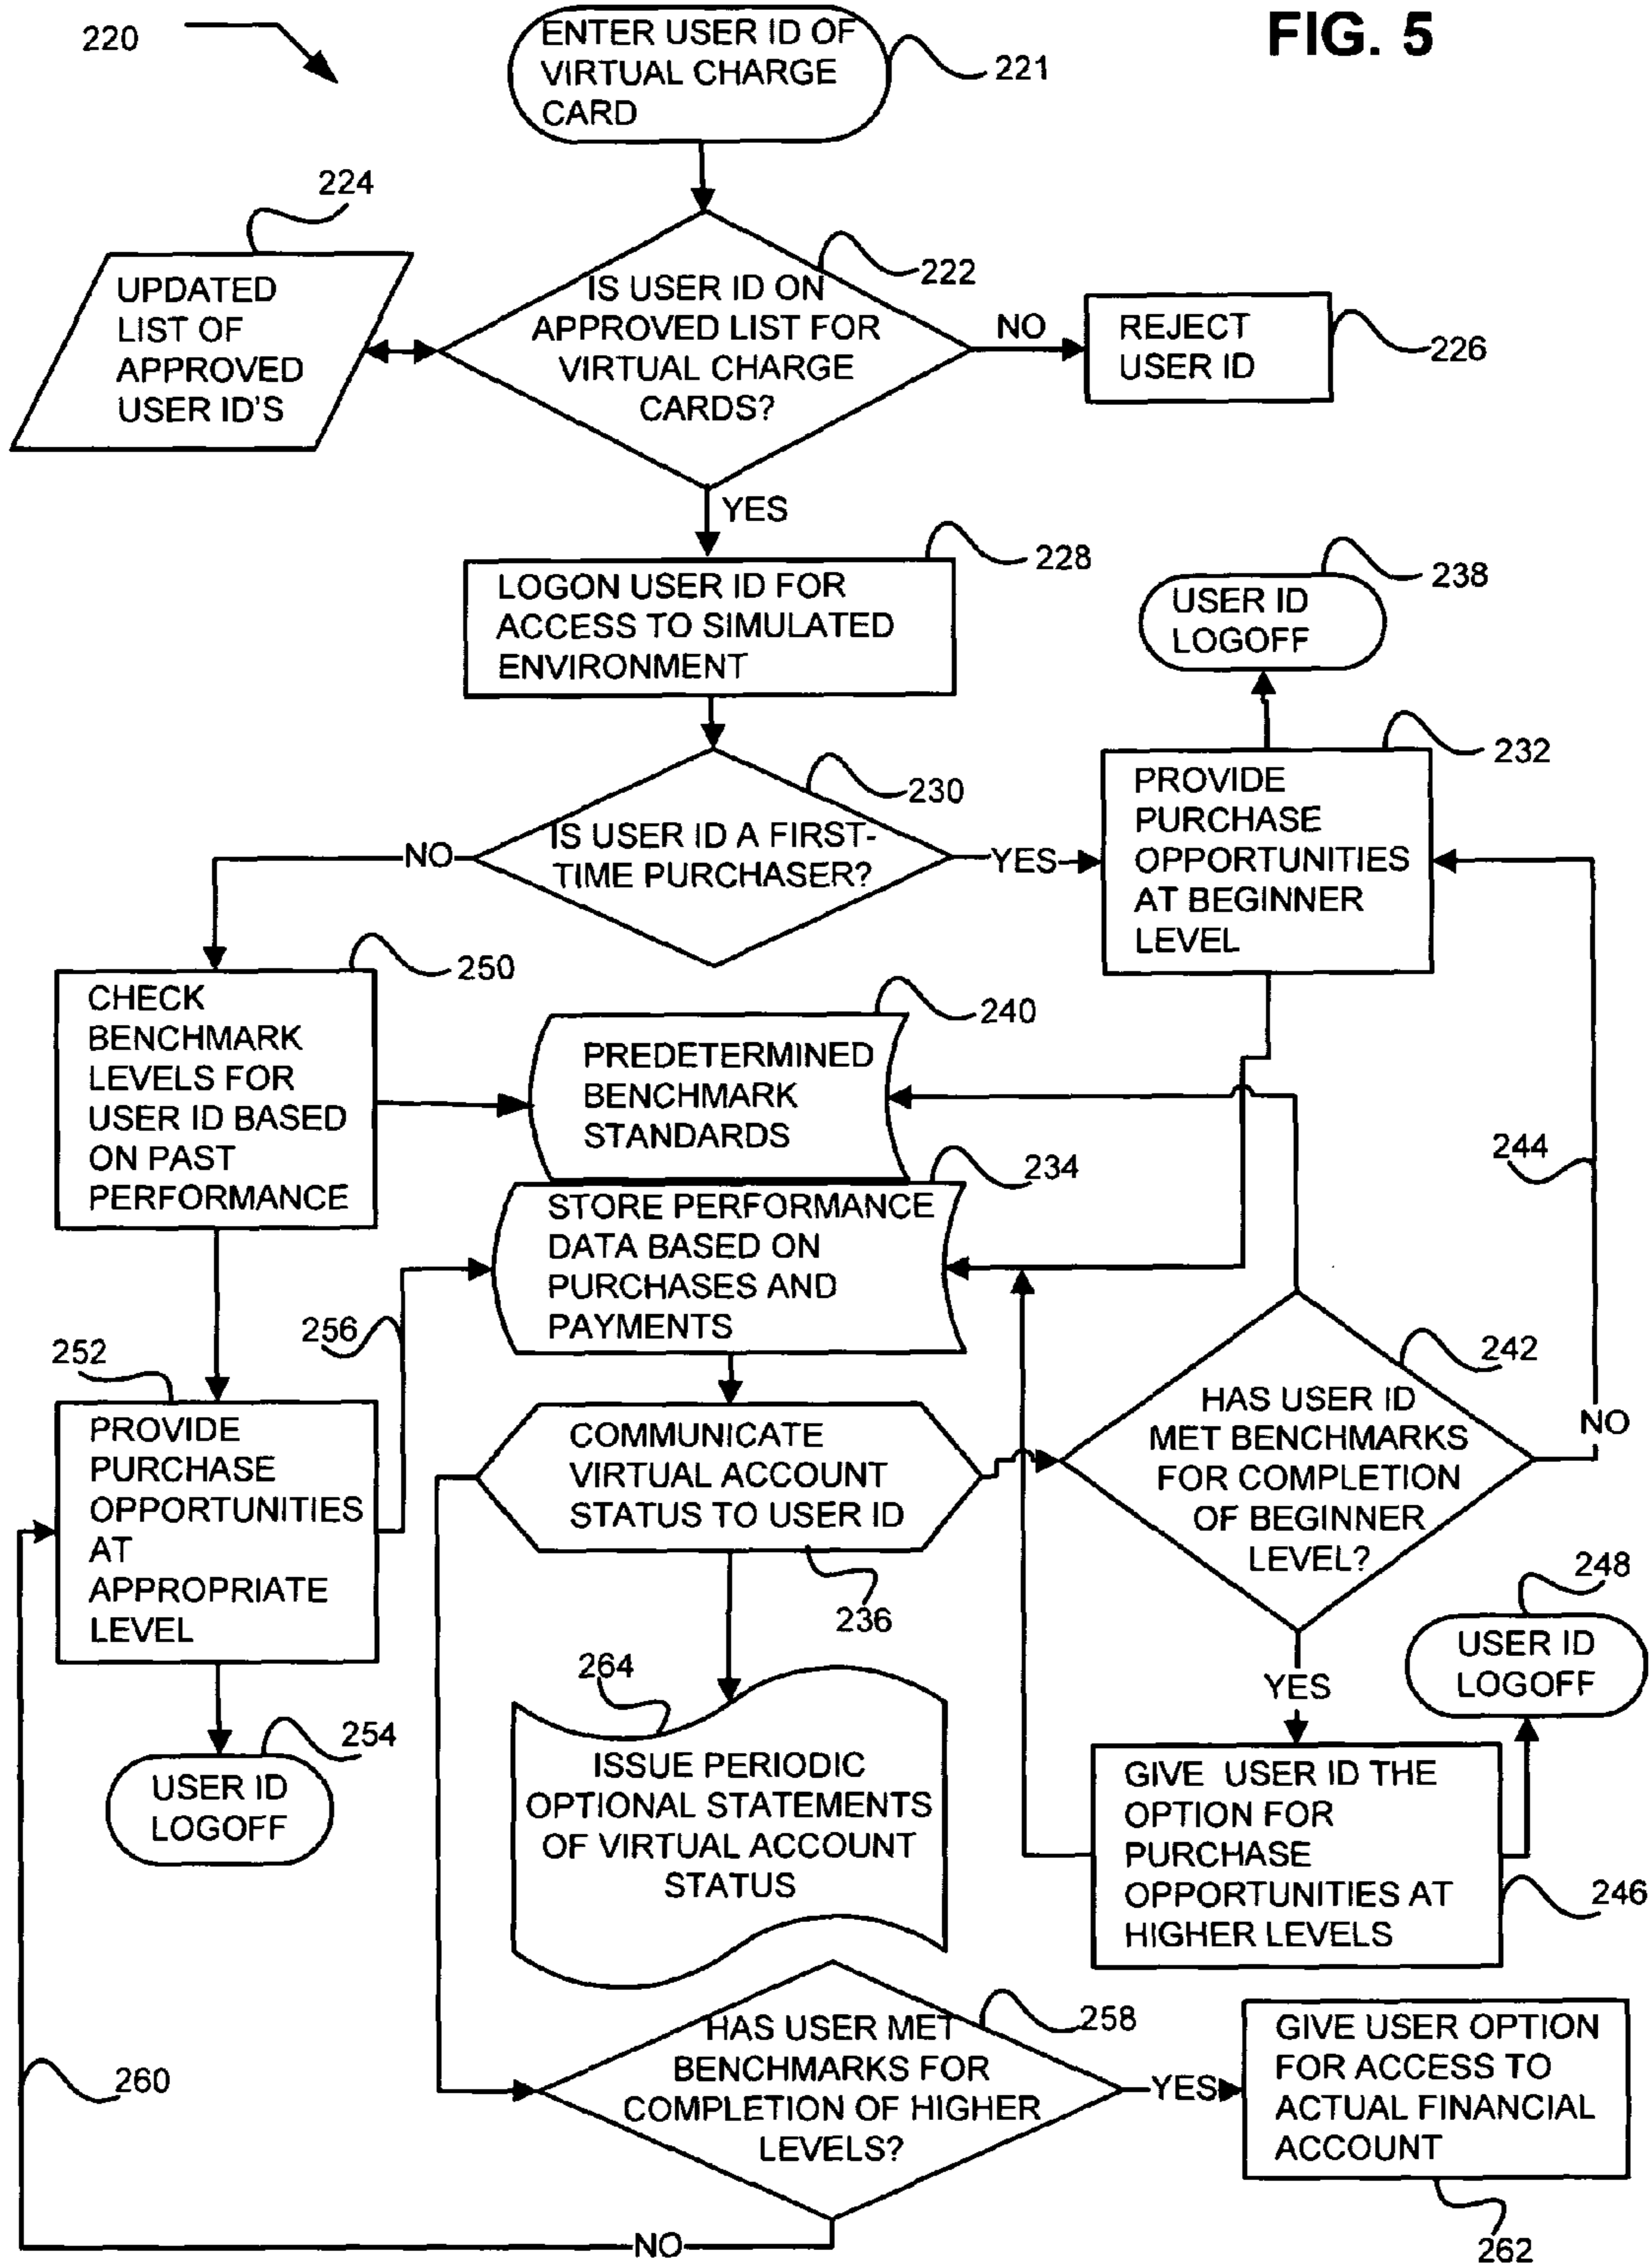 FIG. 5
220
ENTER USER ID OF
VIRTUAL CHARGE
CARD
221
224
UPDATED
LIST OF
APPROVED
USER ID'S
222
IS USER ID ON
APPROVED LIST FOR
VIRTUAL CHARGE
CARDS?
NO
REJECT
USER ID
226
YES
228
LOGON USER ID FOR
ACCESS TO SIMULATED
ENVIRONMENT
238
USER ID
LOGOFF
230
IS USER ID A FIRST-
TIME PURCHASER?
NO
YES
232
PROVIDE
PURCHASE
OPPORTUNITIES
AT BEGINNER
LEVEL
250
CHECK
BENCHMARK
LEVELS FOR
USER ID BASED
ON PAST
PERFORMANCE
240
PREDETERMINED
BENCHMARK
STANDARDS
234
STORE PERFORMANCE
DATA BASED ON
PURCHASES AND
PAYMENTS
244
256
252
PROVIDE
PURCHASE
OPPORTUNITIES
AT
APPROPRIATE
LEVEL
COMMUNICATE
VIRTUAL ACCOUNT
STATUS TO USER ID
236
242
HAS USER ID
MET BENCHMARKS
FOR COMPLETION
OF BEGINNER
LEVEL?
NO
YES
248
USER ID
LOGOFF
254
USER ID
LOGOFF
264
ISSUE PERIODIC
OPTIONAL STATEMENTS
OF VIRTUAL ACCOUNT
STATUS
GIVE USER ID THE
OPTION FOR
PURCHASE
OPPORTUNITIES AT
HIGHER LEVELS
246
258
HAS USER MET
BENCHMARKS FOR
COMPLETION OF HIGHER
LEVELS?
YES
GIVE USER OPTION
FOR ACCESS TO
ACTUAL FINANCIAL
ACCOUNT
262
260
NO